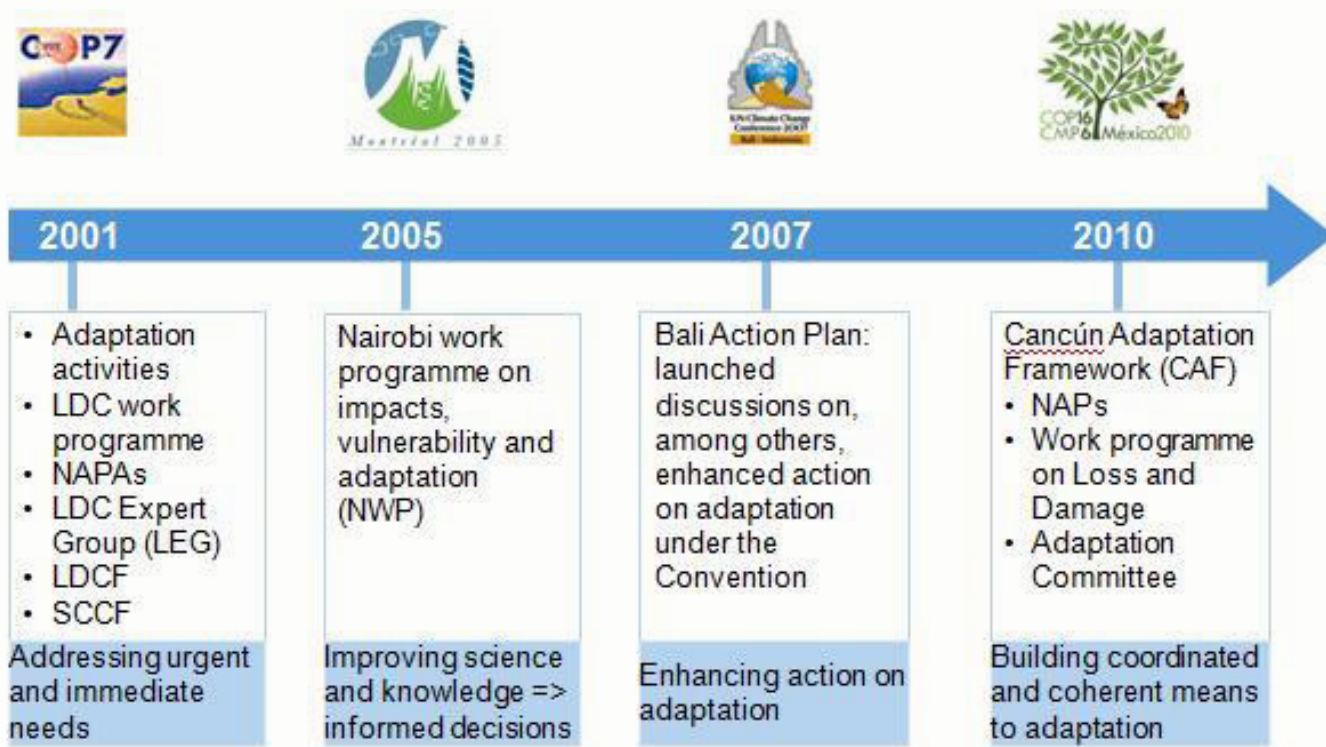 COP7
Montréal 2005
UN Climate Change
Conference 2007
Bali - Indonesia
COP16
CMP6 México2010
2001
2005
2007
2010
• Adaptation
activities
• LDC work
programme
• NAPAs
• LDC Expert
Group (LEG)
• LDCF
• SCCF
Addressing urgent
and immediate
needs
Nairobi work
programme on
impacts,
vulnerability and
adaptation
(NWP)
Improving science
and knowledge =>
informed decisions
Bali Action Plan:
launched
discussions on,
among others,
enhanced action
on adaptation
under the
Convention
Enhancing action on
adaptation
Cancún Adaptation
Framework (CAF)
• NAPs
• Work programme
on Loss and
Damage
• Adaptation
Committee
Building coordinated
and coherent means
to adaptation